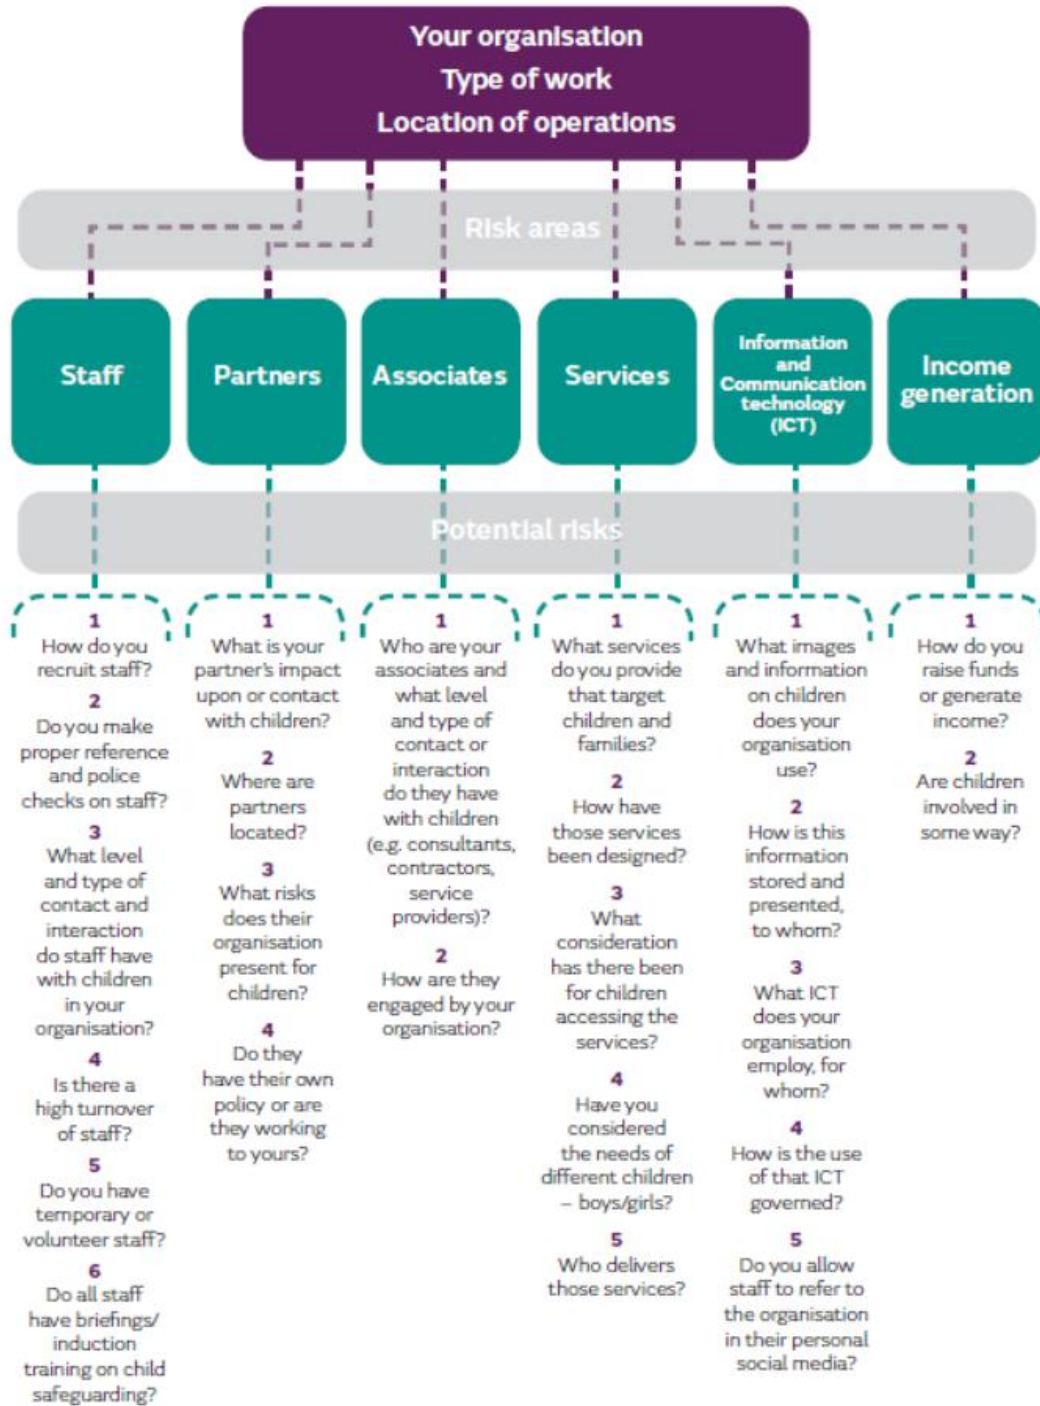 Your organisation
Type of work
Location of operations
Risk areas
Staff
Partners
Associates
Services
Information
and
Communication
technology
(ICT)
Income
generation
Potential risks
1
How do you
recruit staff?
2
Do you make
proper reference
and police
checks on staff?
3
What level
and type of
contact and
interaction
do staff have
with children
in your
organisation?
4
Is there a
high turnover
of staff?
5
Do you have
temporary or
volunteer staff?
6
Do all staff
have briefings/
induction
training on child
safeguarding?
1
What is your
partner's impact
upon or contact
with children?
2
Where are
partners
located?
3
What risks
does their
organisation
present for
children?
4
Do they
have their own
policy or are
they working
to yours?
1
Who are your
associates and
what level
and type of
contact or
interaction
do they have
with children
(e.g. consultants,
contractors,
service
providers)?
2
How are they
engaged by your
organisation?
1
What services
do you provide
that target
children and
families?
2
How have
those services
been designed?
3
What
consideration
has there been
for children
accessing the
services?
4
Have you
considered
the needs of
different children
– boys/girls?
5
Who delivers
those services?
1
What images
and information
on children
does your
organisation
use?
2
How is this
information
stored and
presented,
to whom?
3
What ICT
does your
organisation
employ, for
whom?
4
How is the use
of that ICT
governed?
5
Do you allow
staff to refer to
the organisation
in their personal
social media?
1
How do you
raise funds
or generate
income?
2
Are children
involved in
some way?